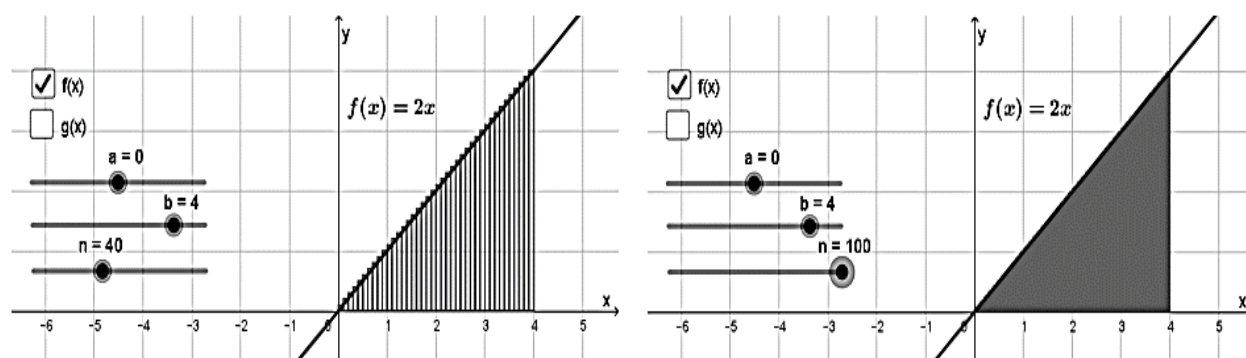 y
f(x)
f(x) = 2x
g(x)
a = 0
b = 4
n = 40
x
-6 -5 -4 -3 -2 -1 0 1 2 3 4 5
y
f(x)
f(x) = 2x
g(x)
a = 0
b = 4
n = 100
x
-6 -5 -4 -3 -2 -1 0 1 2 3 4 5